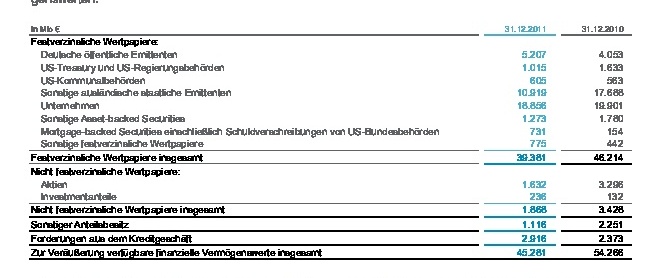 In Mio € 31.12.2011 31.12.2010
Festverzinsliche Wertpapiere:
Deutsche öffentliche Emittenten 5.207 4.053
US-Treasury und US-Regierungsbehörden 1.015 1.633
US-Kommunalbehörden 605 563
Sonstige ausländische staatliche Emittenten 10.919 17.688
Unternehmen 18.856 19.901
Sonstige Asset-backed Securities 1.273 1.780
Mortgage-backed Securities einschließlich Schuldverschreibungen von US-Bundesbehörden 731 154
Sonstige festverzinsliche Wertpapiere 775 442
Festverzinsliche Wertpapiere insgesamt 39.381 46.214
Nicht festverzinsliche Wertpapiere:
Aktien 1.632 3.296
Investmentanteile 236 132
Nicht festverzinsliche Wertpapiere insgesamt 1.868 3.428
Sonstiger Anteilsbesitz 1.116 2.251
Forderungen aus dem Kreditgeschäft 2.916 2.373
Zur Veräußerung verfügbare finanzielle Vermögenswerte insgesamt 45.281 54.266